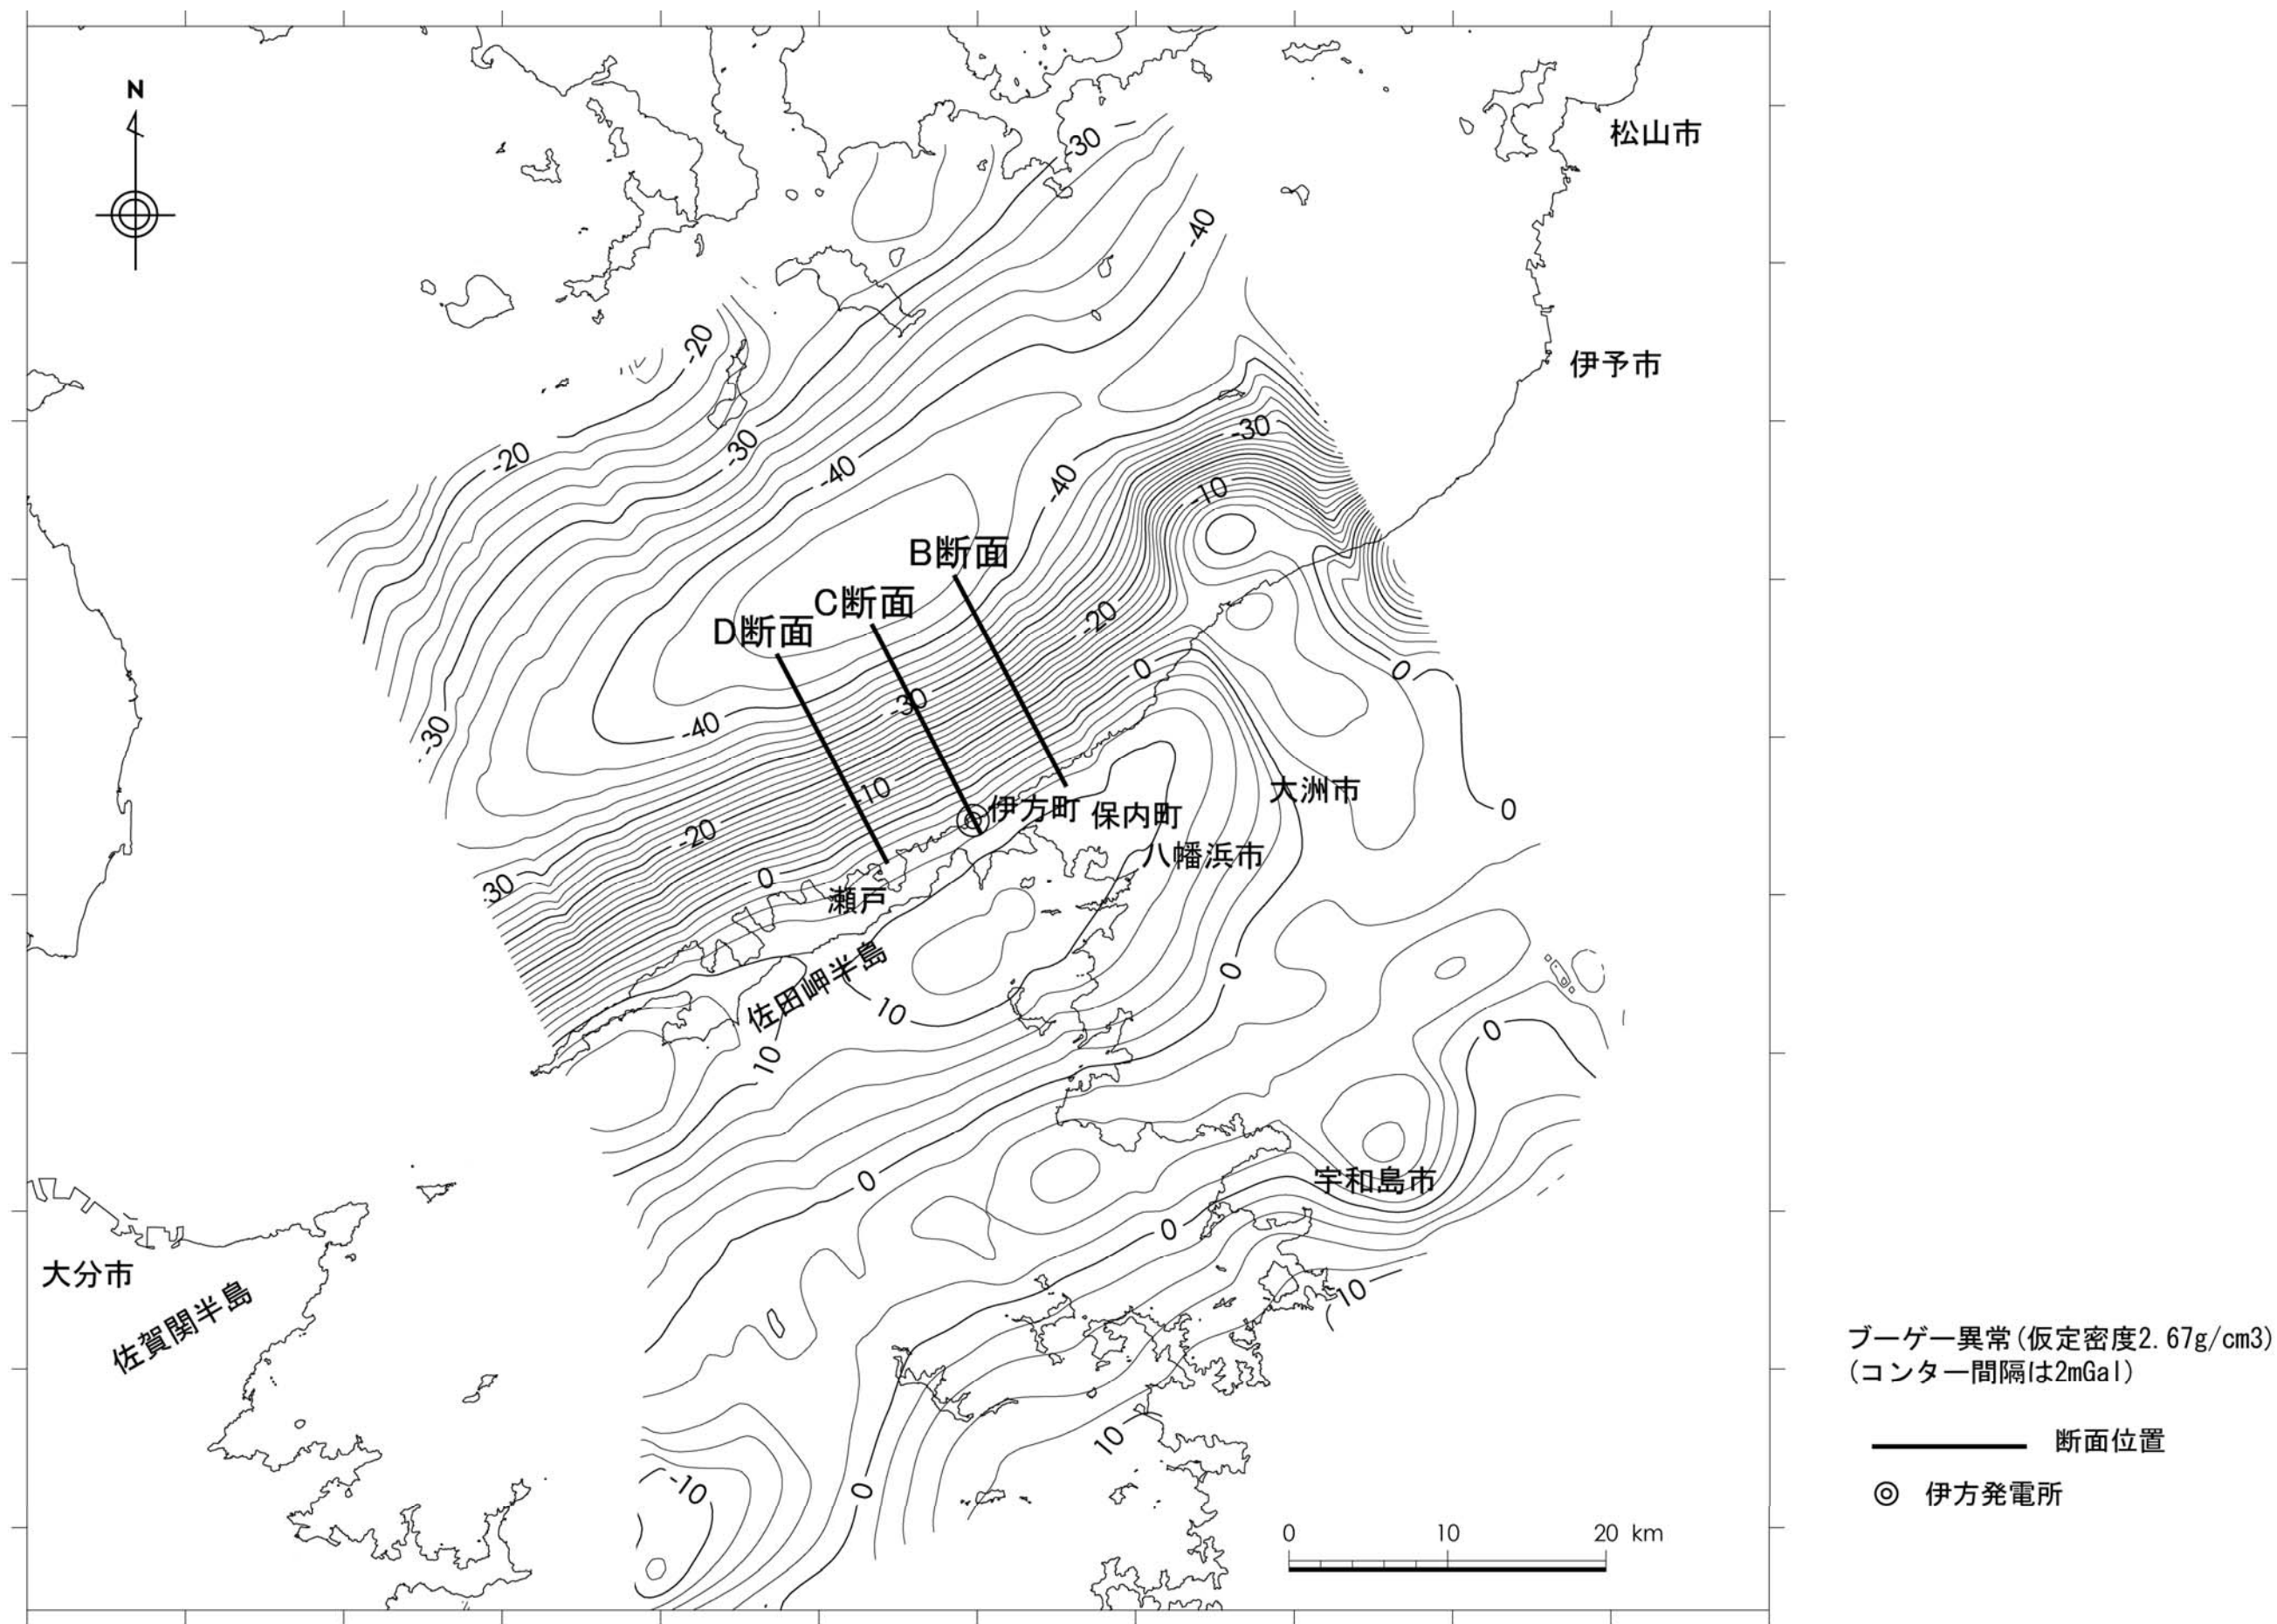 N
-30
松山市
-40
-20
伊予市
-30
-20
-30
-40
-40
-10
B断面
C断面
D断面
-20
0
0
-30
-40
-30
大洲市
-10
伊方町
保内町
0
-20
八幡浜市
0
30
瀬戸
佐田岬半島
0
10
0
10
0
宇和島市
0
大分市
佐賀関半島
10
ブーゲー異常(仮定密度2.67g/cm3)
(コンター間隔は2mGal)
10
断面位置
-10
0
伊方発電所
0 10 20 km